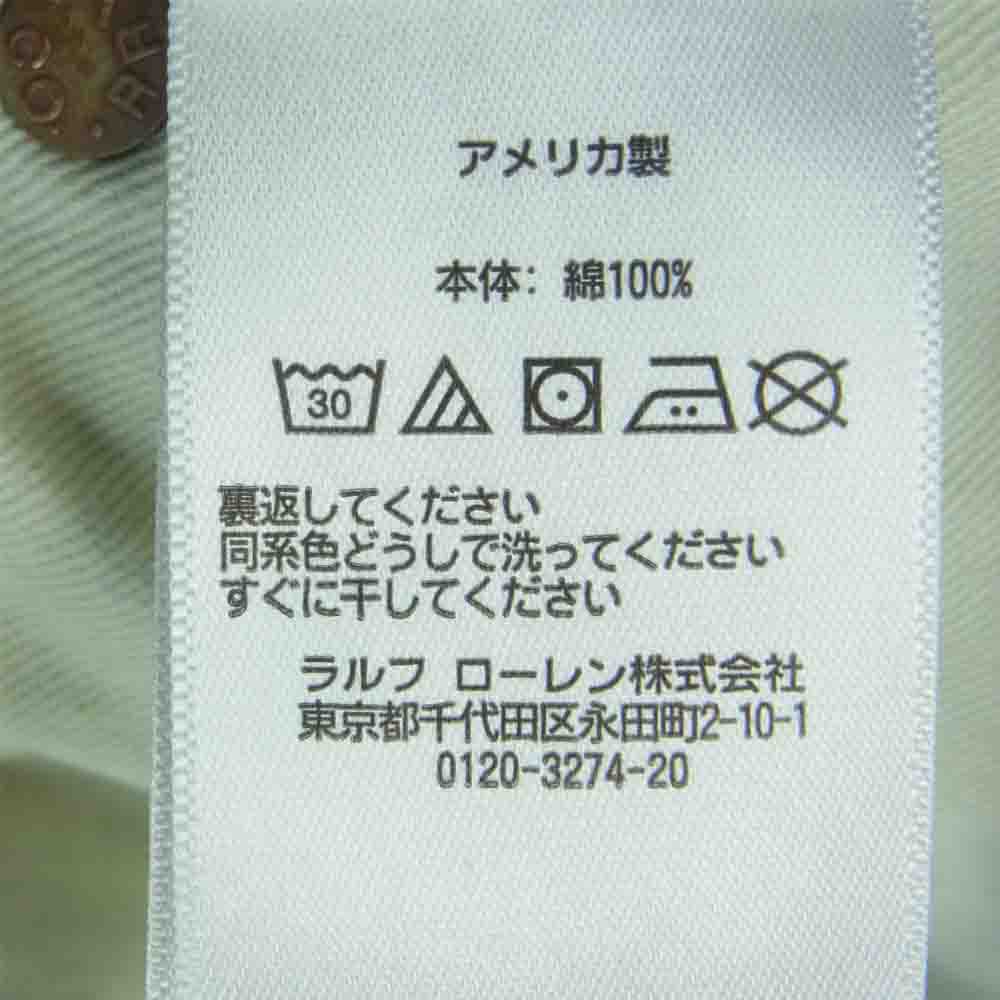 アメリカ製
本体: 綿100%
30
裏返してください
同系色どうしで洗ってください
すぐに干してください
ラルフ ローレン株式会社
東京都千代田区永田町2-10-1
0120-3274-20